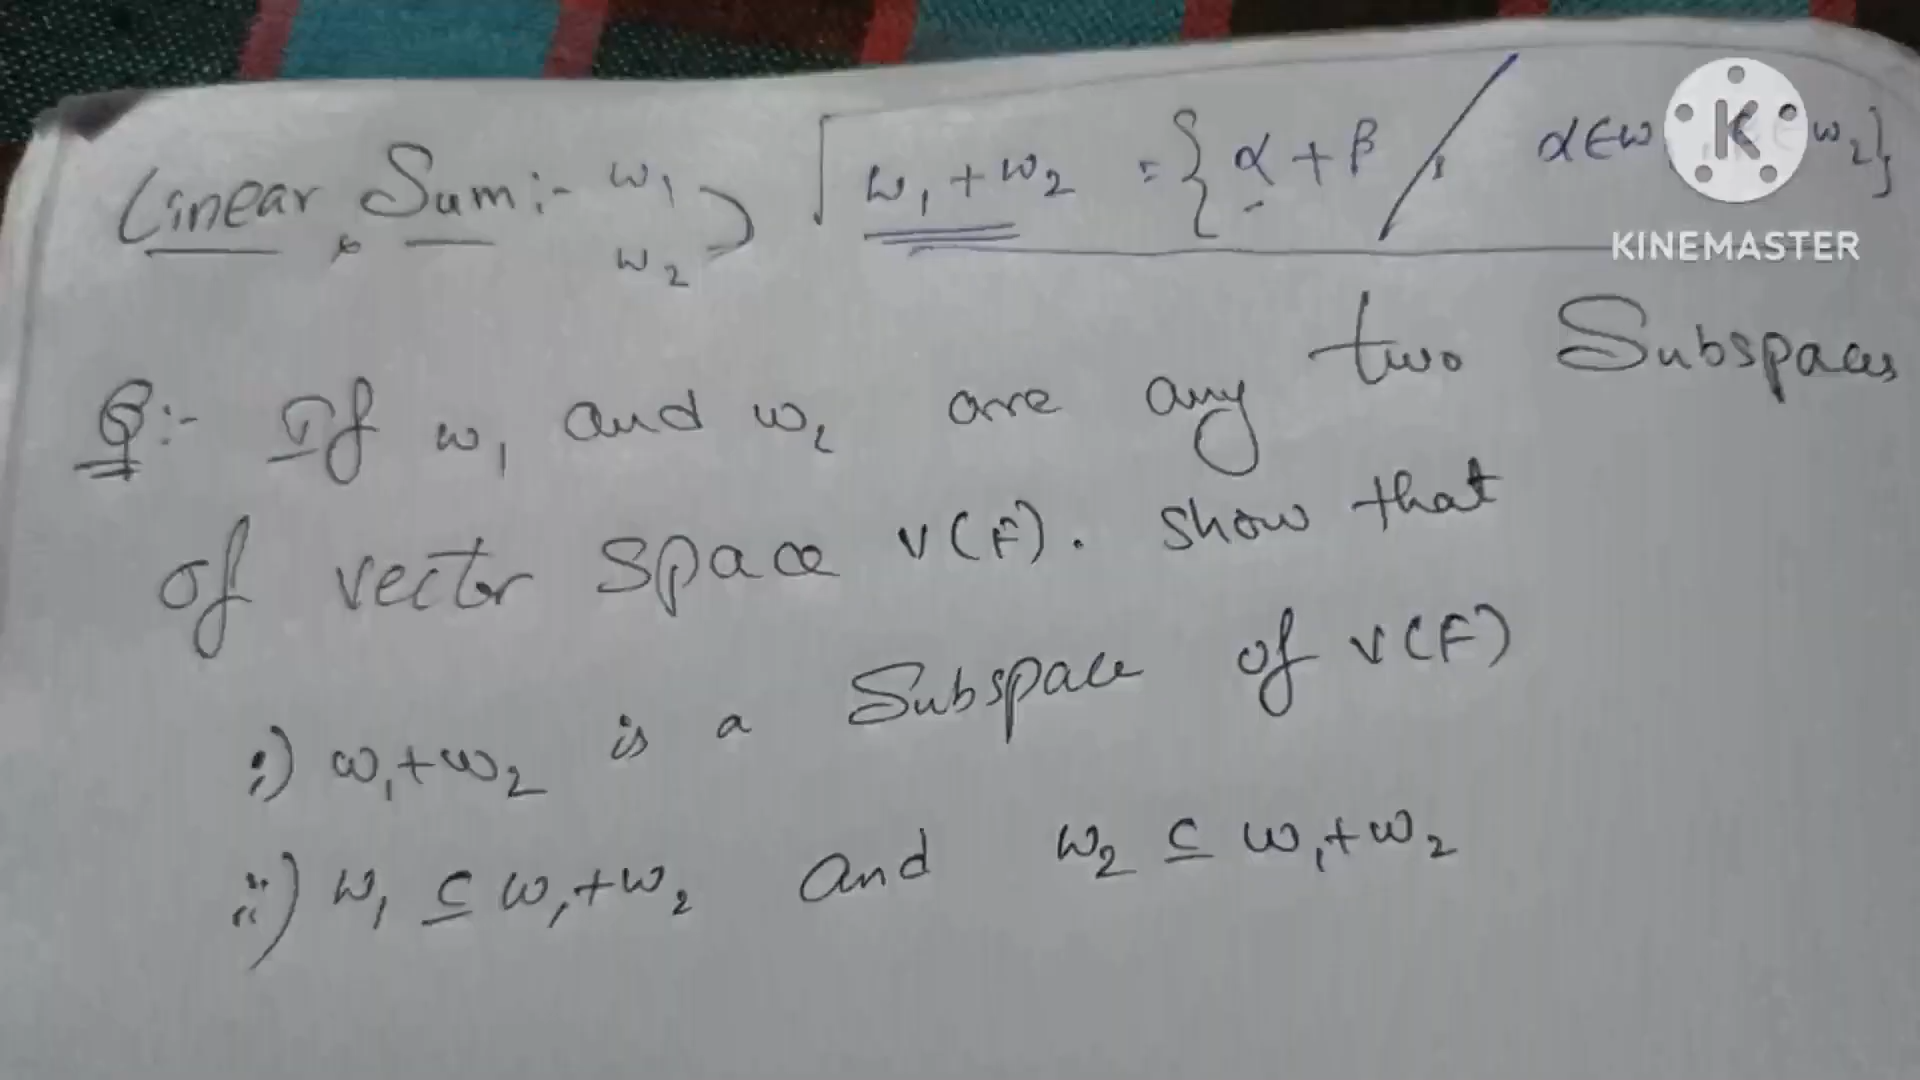 Linear Sum:- w1 w2 ) w1+w2 = { α + β / α∈w w2},
K
KINEMASTER
Q:- If w1 and w2 are any two Subspaces
of vector space V(F). Show that
i) w1+w2 is a Subspace of V(F)
ii) w1 ⊆ w1+w2 and w2 ⊆ w1+w2